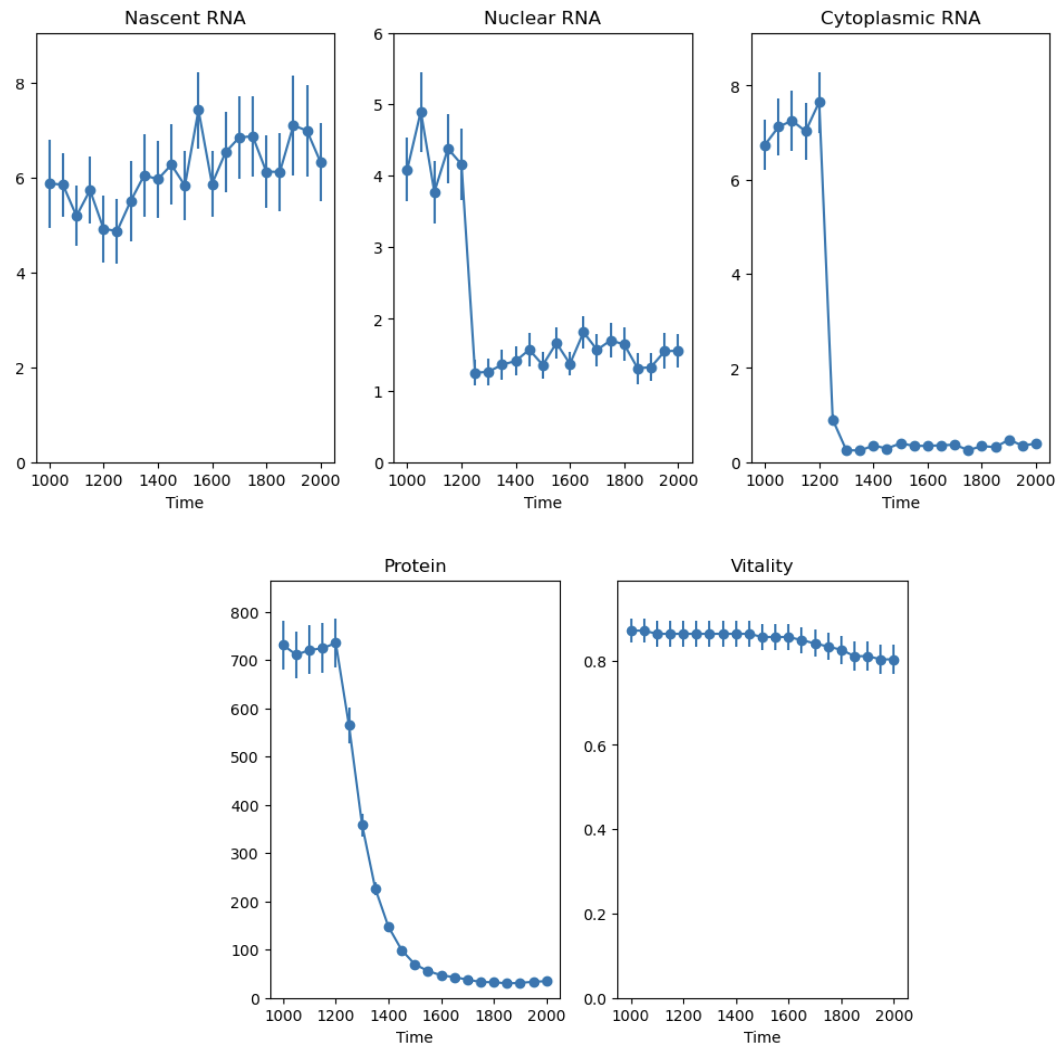 Nascent RNA
8
6
4
2
0
1000 1200 1400 1600 1800 2000
Time
Nuclear RNA
6
5
4
3
2
1
0
1000 1200 1400 1600 1800 2000
Time
Cytoplasmic RNA
8
6
4
2
0
1000 1200 1400 1600 1800 2000
Time
Protein
800
700
600
500
400
300
200
100
0
1000 1200 1400 1600 1800 2000
Time
Vitality
0.8
0.6
0.4
0.2
0.0
1000 1200 1400 1600 1800 2000
Time